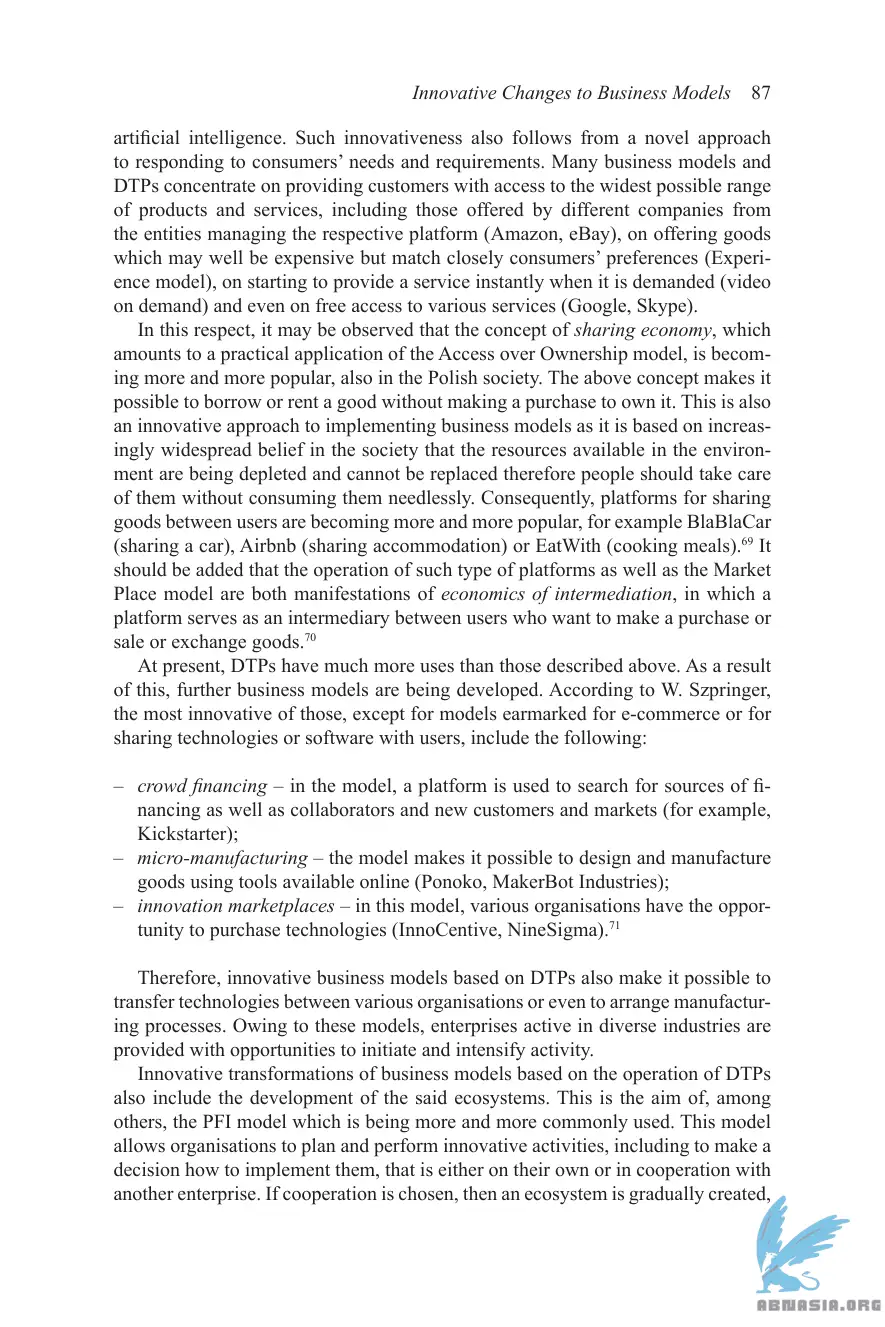 Innovative Changes to Business Models 87
artificial intelligence. Such innovativeness also follows from a novel approach
to responding to consumers’ needs and requirements. Many business models and
DTPs concentrate on providing customers with access to the widest possible range
of products and services, including those offered by different companies from
the entities managing the respective platform (Amazon, eBay), on offering goods
which may well be expensive but match closely consumers’ preferences (Experi-
ence model), on starting to provide a service instantly when it is demanded (video
on demand) and even on free access to various services (Google, Skype).
In this respect, it may be observed that the concept of sharing economy, which
amounts to a practical application of the Access over Ownership model, is becom-
ing more and more popular, also in the Polish society. The above concept makes it
possible to borrow or rent a good without making a purchase to own it. This is also
an innovative approach to implementing business models as it is based on increas-
ingly widespread belief in the society that the resources available in the environ-
ment are being depleted and cannot be replaced therefore people should take care
of them without consuming them needlessly. Consequently, platforms for sharing
goods between users are becoming more and more popular, for example BlaBlaCar
(sharing a car), Airbnb (sharing accommodation) or EatWith (cooking meals).69 It
should be added that the operation of such type of platforms as well as the Market
Place model are both manifestations of economics of intermediation, in which a
platform serves as an intermediary between users who want to make a purchase or
sale or exchange goods.70
At present, DTPs have much more uses than those described above. As a result
of this, further business models are being developed. According to W. Szpringer,
the most innovative of those, except for models earmarked for e-commerce or for
sharing technologies or software with users, include the following:
– crowd financing – in the model, a platform is used to search for sources of fi-
nancing as well as collaborators and new customers and markets (for example,
Kickstarter);
– micro-manufacturing – the model makes it possible to design and manufacture
goods using tools available online (Ponoko, MakerBot Industries);
– innovation marketplaces – in this model, various organisations have the oppor-
tunity to purchase technologies (InnoCentive, NineSigma).71
Therefore, innovative business models based on DTPs also make it possible to
transfer technologies between various organisations or even to arrange manufactur-
ing processes. Owing to these models, enterprises active in diverse industries are
provided with opportunities to initiate and intensify activity.
Innovative transformations of business models based on the operation of DTPs
also include the development of the said ecosystems. This is the aim of, among
others, the PFI model which is being more and more commonly used. This model
allows organisations to plan and perform innovative activities, including to make a
decision how to implement them, that is either on their own or in cooperation with
another enterprise. If cooperation is chosen, then an ecosystem is gradually created,
ABNASIA.ORG